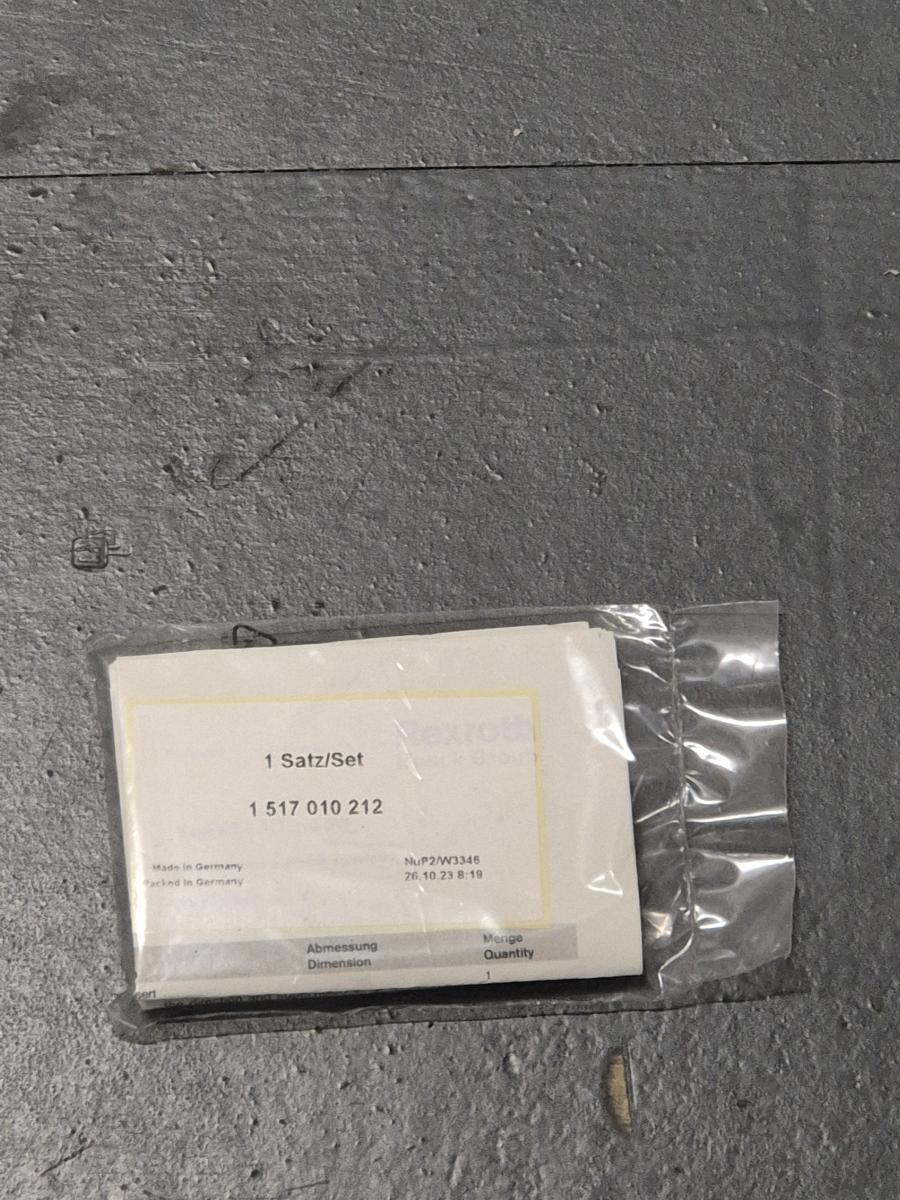 Rexroth
1 Satz/Set
1 517 010 212
Made in Germany
NuP2/W3346
Packed in Germany
26.10.23 8:19
Abmessung
Menge
Dimension
Quantity
1